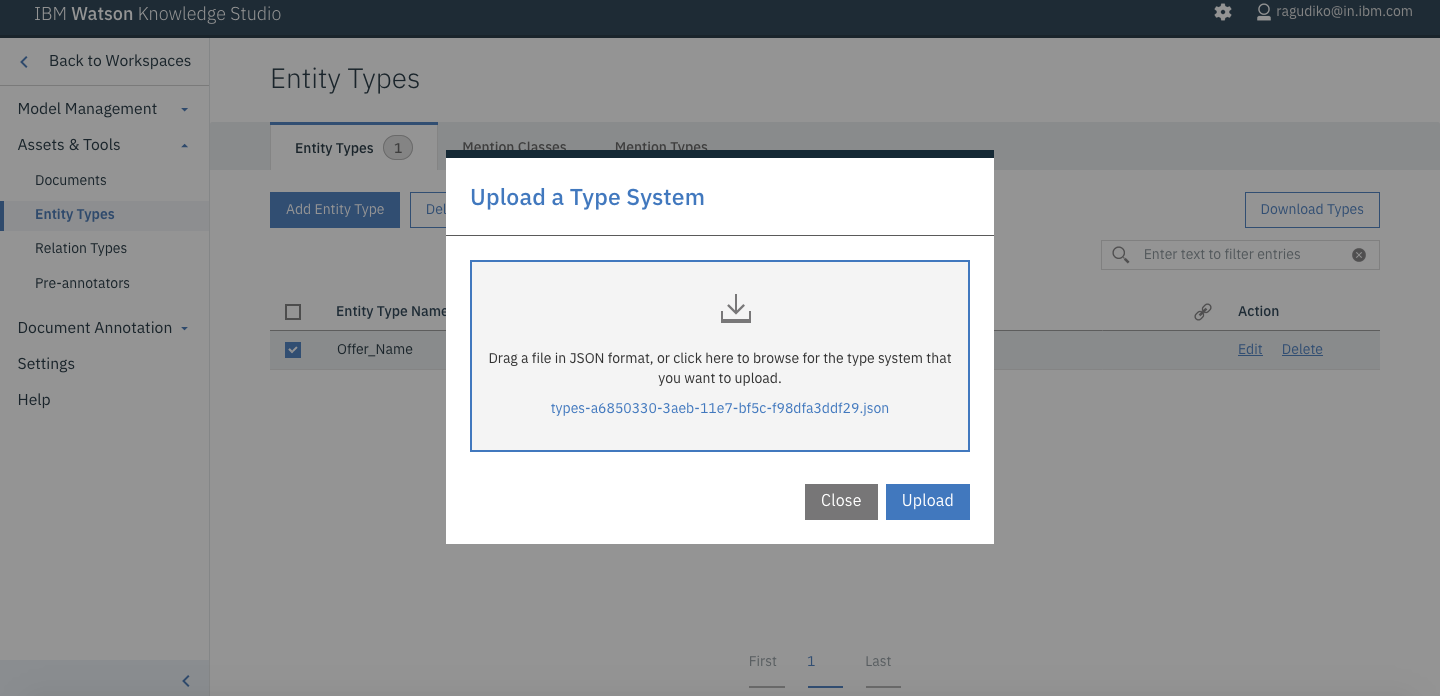 IBM Watson Knowledge Studio
ragudiko@in.ibm.com
Back to Workspaces
Model Management
Assets & Tools
Documents
Entity Types
Relation Types
Pre-annotators
Document Annotation
Settings
Help
Entity Types
Entity Types 1
Mention Classes
Mention Types
Add Entity Type
Del
Download Types
Enter text to filter entries
Entity Type Name
Action
Offer_Name
Edit Delete
Upload a Type System
Drag a file in JSON format, or click here to browse for the type system that
you want to upload.
types-a6850330-3aeb-11e7-bf5c-f98dfa3ddf29.json
Close
Upload
First 1 Last